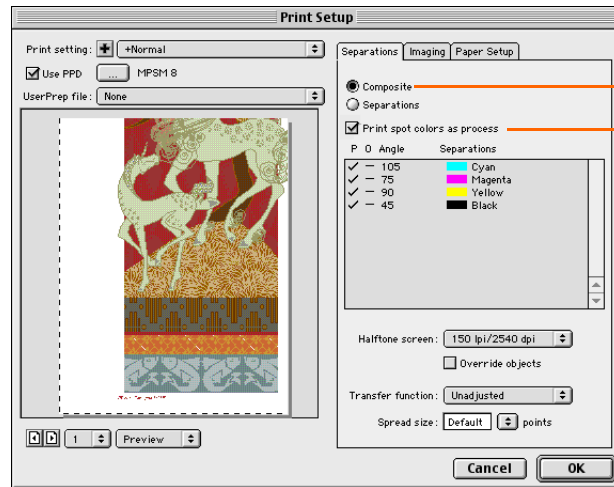 Print Setup
Print setting: +Normal
Use PPD ... MPSM 8
UserPrep file: None
1 Preview
Separations Imaging Paper Setup
Composite
Separations
Print spot colors as process
P O Angle Separations
105 Cyan
75 Magenta
90 Yellow
45 Black
Halftone screen: 150 lpi/2540 dpi
Override objects
Transfer function: Unadjusted
Spread size: Default points
Cancel OK